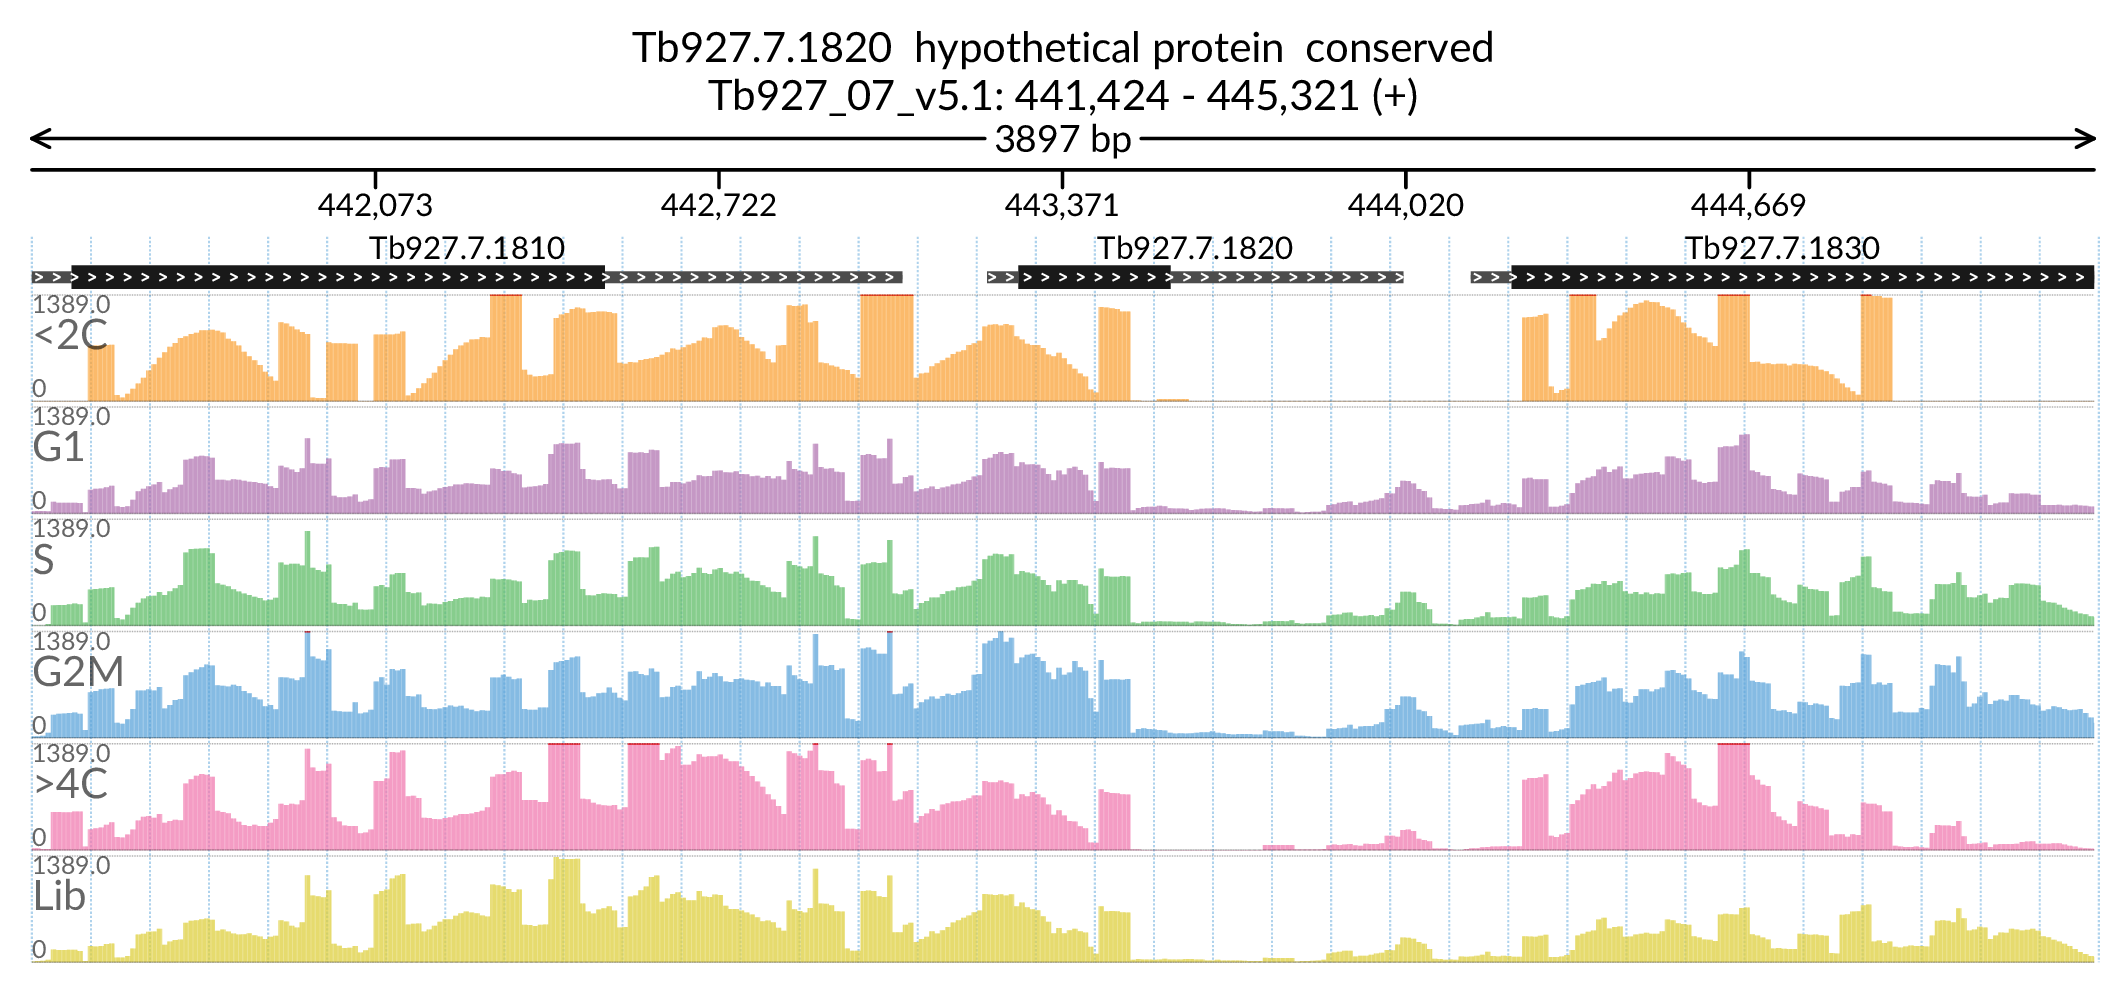 Tb927.7.1820 hypothetical protein conserved
Tb927_07_v5.1: 441,424 - 445,321 (+)
3897 bp
442,073 442,722 443,371 444,020 444,669
Tb927.7.1810 Tb927.7.1820 Tb927.7.1830
1389.0
<2C
0
1389.0
G1
0
1389.0
S
0
1389.0
G2M
0
1389.0
>4C
0
1389.0
Lib
0